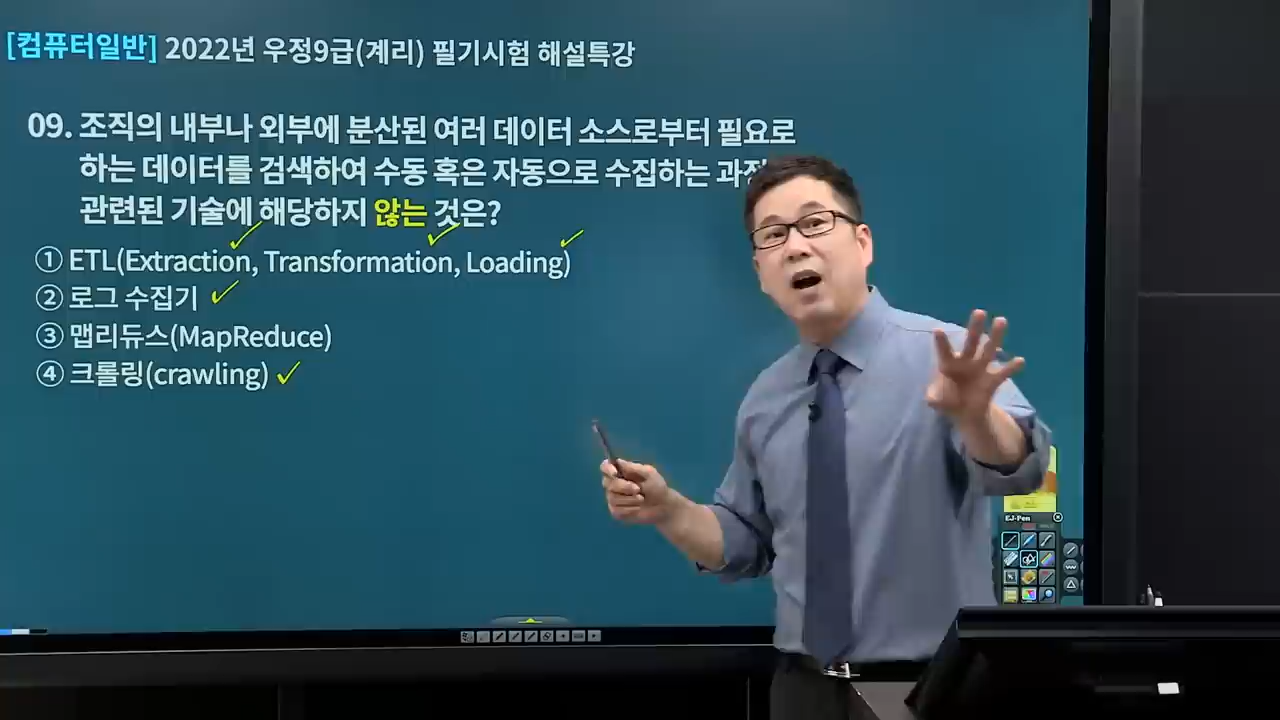 [컴퓨터일반] 2022년 우정9급(계리) 필기시험 해설특강
09. 조직의 내부나 외부에 분산된 여러 데이터 소스로부터 필요로
하는 데이터를 검색하여 수동 혹은 자동으로 수집하는
관련된 기술에 해당하지 않는 것은?
① ETL(Extraction, Transformation, Loading)
② 로그 수집기
③ 맵리듀스(MapReduce)
④ 크롤링(crawling)
EJ-Pen